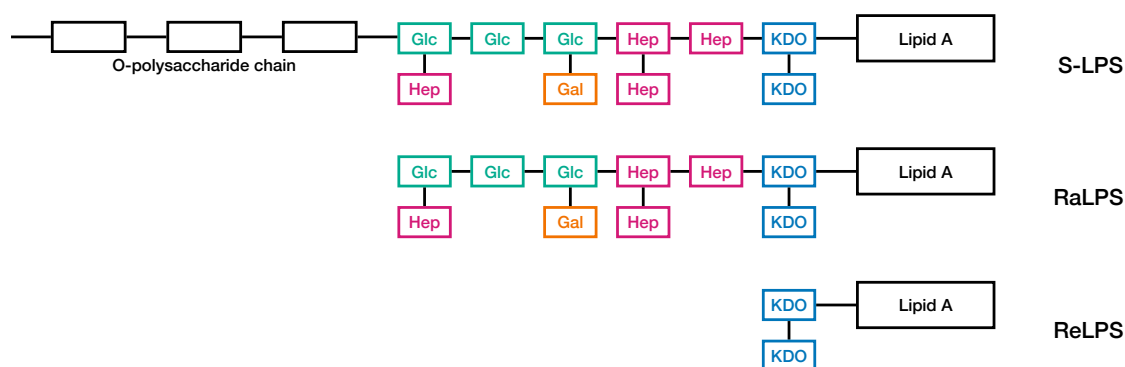 Glc Glc Glc Hep Hep KDO Lipid A
O-polysaccharide chain
S-LPS
Hep Gal Hep KDO
Glc Glc Glc Hep Hep KDO Lipid A
RaLPS
Hep Gal Hep KDO
KDO Lipid A
ReLPS
KDO